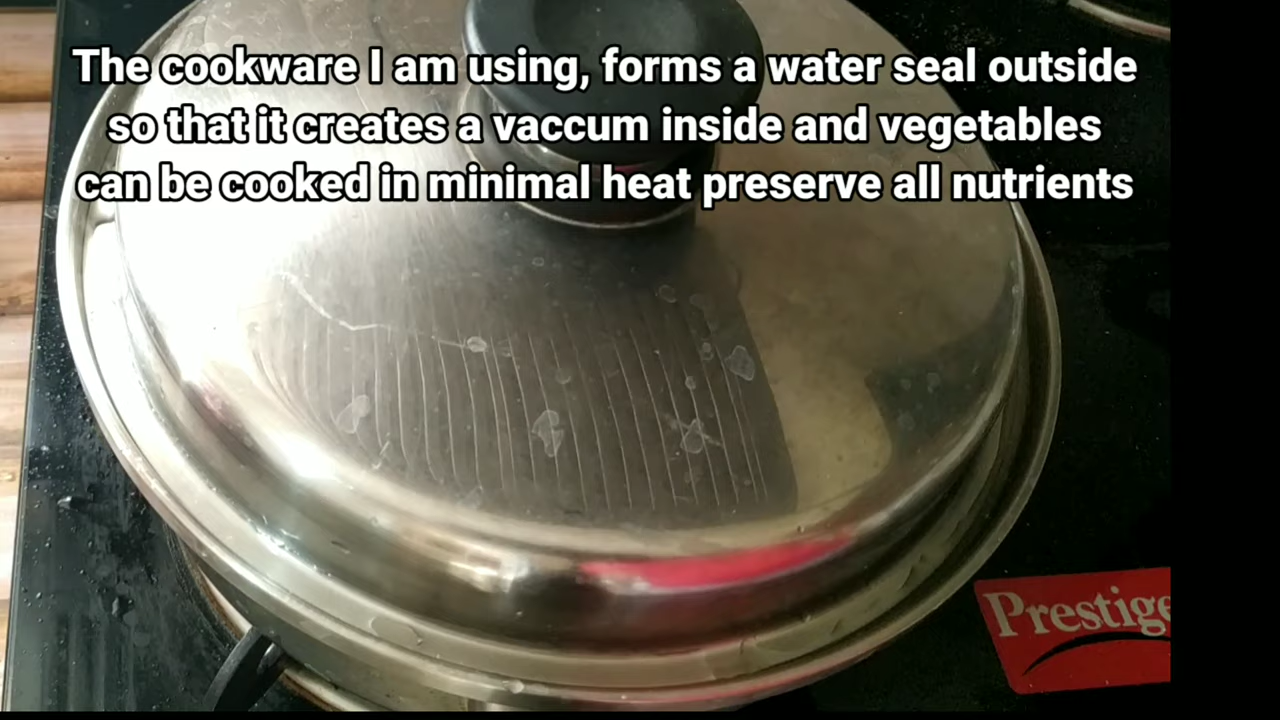 The cookware I am using, forms a water seal outside
so that it creates a vaccum inside and vegetables
can be cooked in minimal heat preserve all nutrients
Prestige